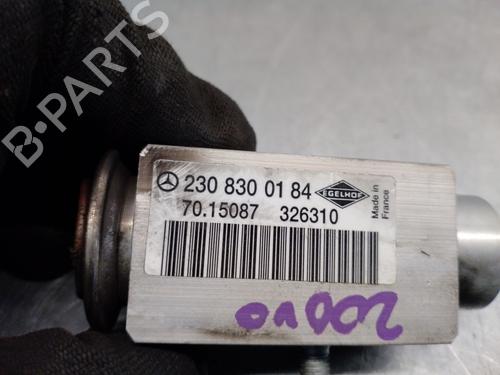 B-PARTS
230 830 01 84
EGELHOF
Made in
France
70.15087 326310